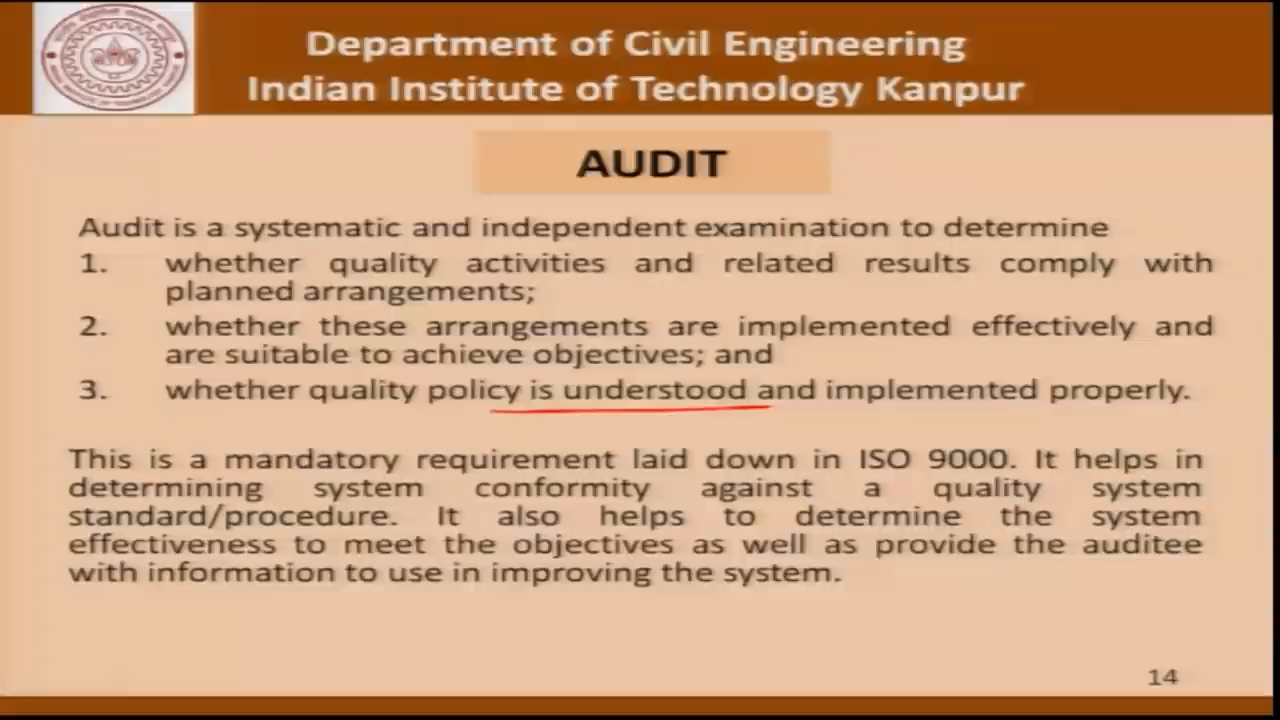 Department of Civil Engineering
Indian Institute of Technology Kanpur
AUDIT
Audit is a systematic and independent examination to determine
1. whether quality activities and related results comply with
planned arrangements;
2. whether these arrangements are implemented effectively and
are suitable to achieve objectives; and
3. whether quality policy is understood and implemented properly.
This is a mandatory requirement laid down in ISO 9000. It helps in
determining system conformity against a quality system
standard/procedure. It also helps to determine the system
effectiveness to meet the objectives as well as provide the auditee
with information to use in improving the system.
14